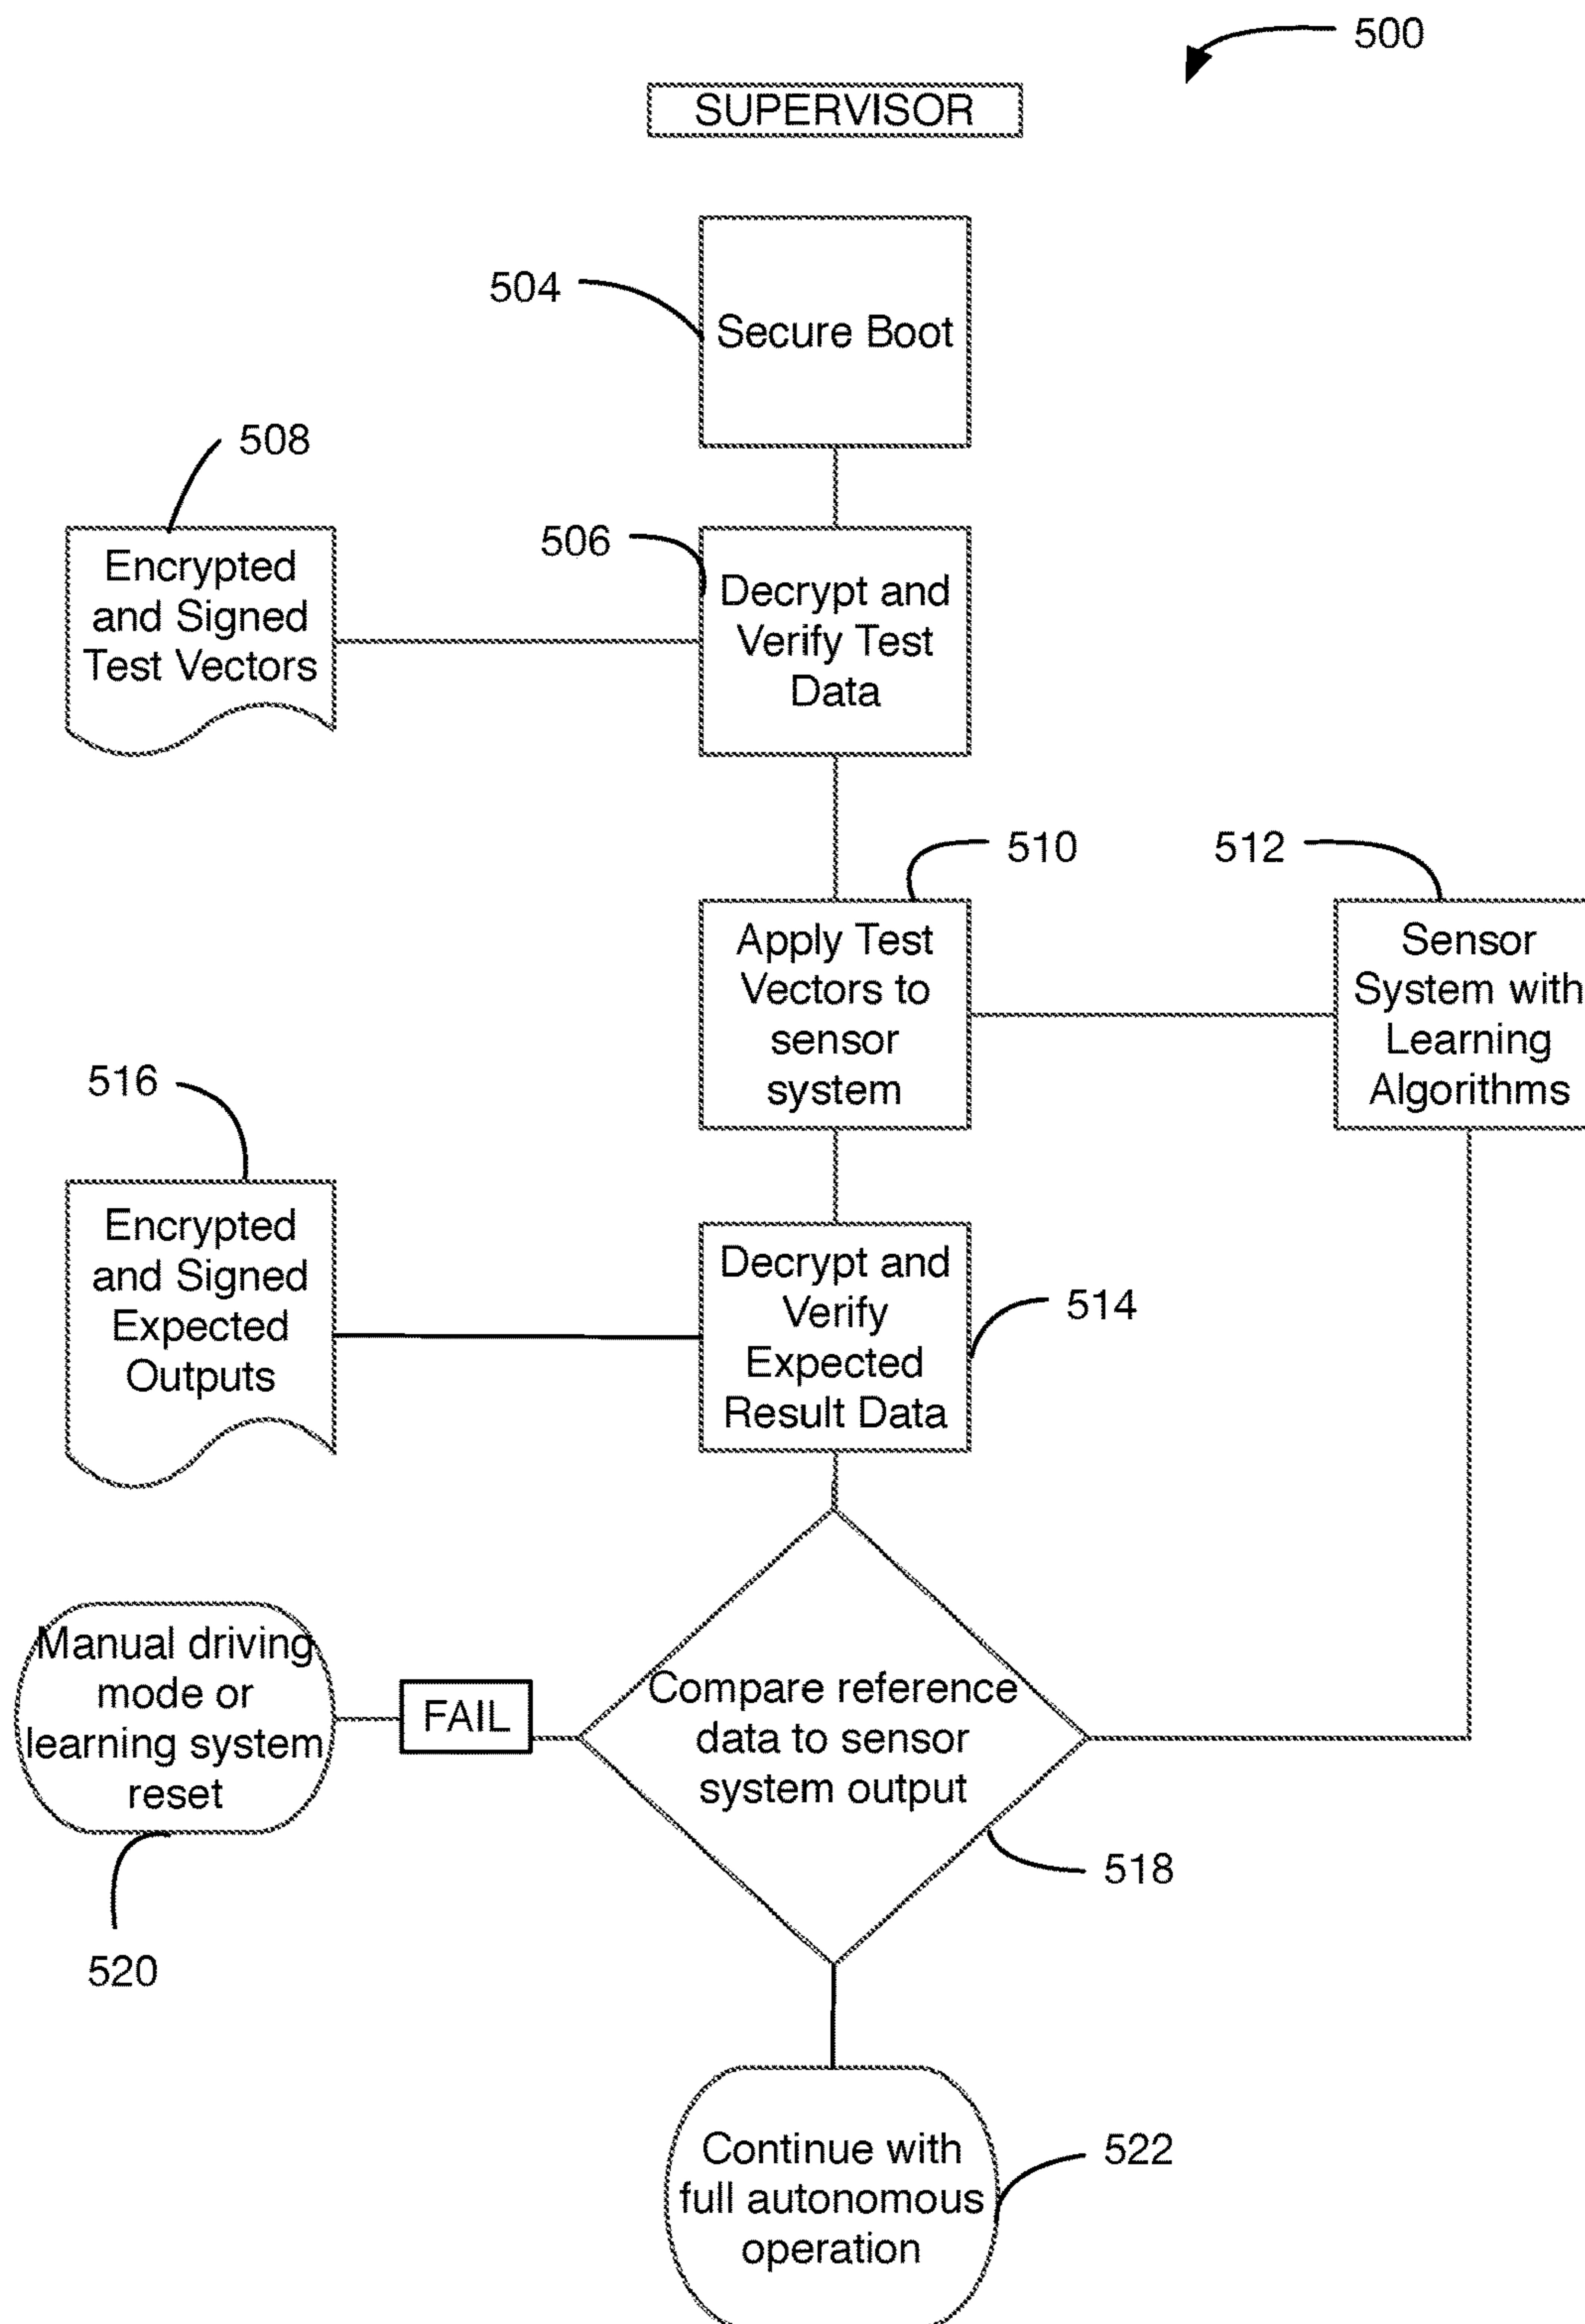 500
SUPERVISOR
504
Secure Boot
508
Encrypted
and Signed
Test Vectors
506
Decrypt and
Verify Test
Data
510
Apply Test
Vectors to
sensor
system
512
Sensor
System with
Learning
Algorithms
516
Encrypted
and Signed
Expected
Outputs
Decrypt and
Verify
Expected
Result Data
514
Manual driving
mode or
learning system
reset
FAIL
Compare reference
data to sensor
system output
518
520
Continue with
full autonomous
operation
522